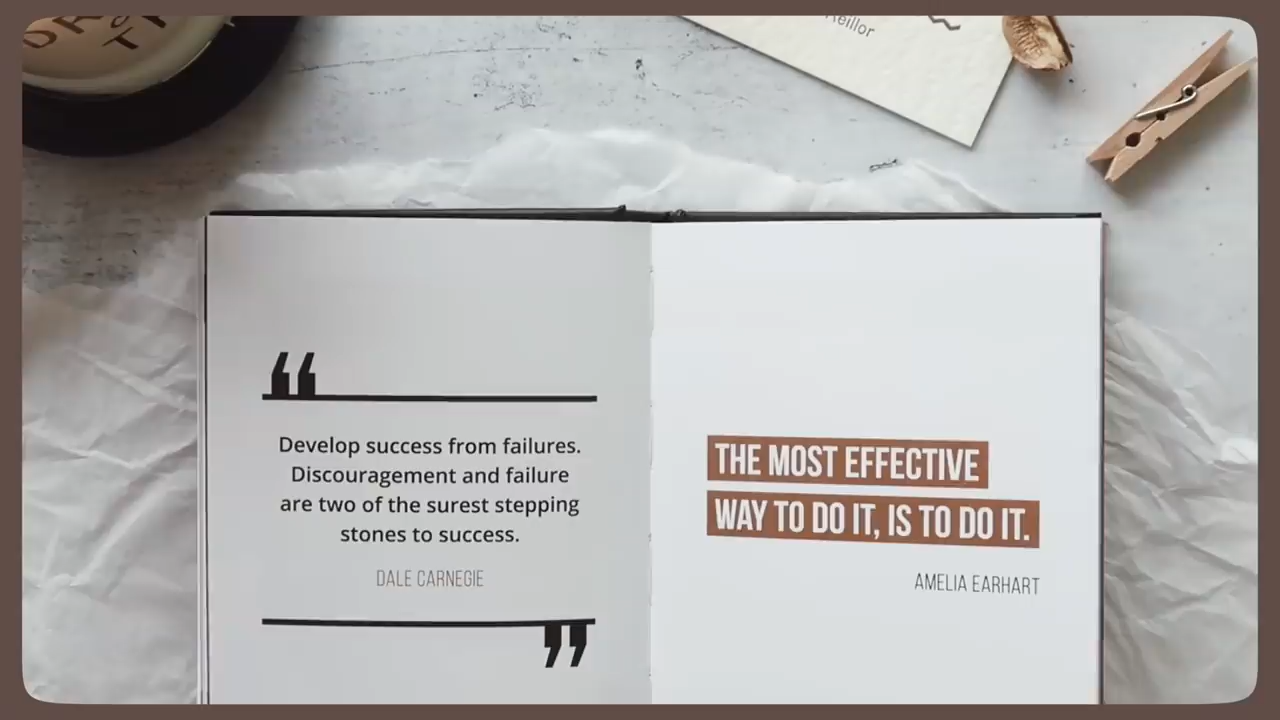 Reillor
“
Develop success from failures.
Discouragement and failure
are two of the surest stepping
stones to success.
DALE CARNEGIE
”
THE MOST EFFECTIVE
WAY TO DO IT, IS TO DO IT.
AMELIA EARHART